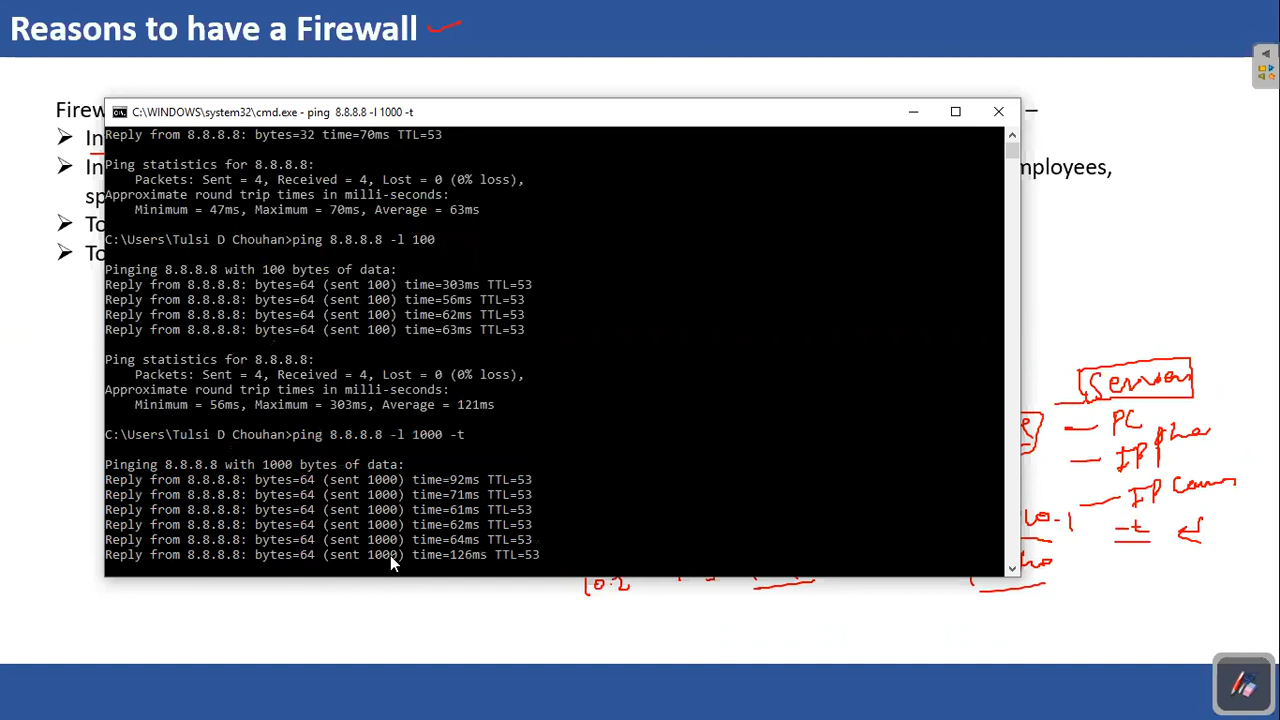 Reasons to have a Firewall
Firew
C:\WINDOWS\system32\cmd.exe - ping 8.8.8.8 -l 1000 -t
–
In
In
mployees,
sp
To
To
Reply from 8.8.8.8: bytes=32 time=70ms TTL=53
Ping statistics for 8.8.8.8:
Packets: Sent = 4, Received = 4, Lost = 0 (0% loss),
Approximate round trip times in milli-seconds:
Minimum = 47ms, Maximum = 70ms, Average = 63ms
C:\Users\Tulsi D Chouhan>ping 8.8.8.8 -l 100
Pinging 8.8.8.8 with 100 bytes of data:
Reply from 8.8.8.8: bytes=64 (sent 100) time=303ms TTL=53
Reply from 8.8.8.8: bytes=64 (sent 100) time=56ms TTL=53
Reply from 8.8.8.8: bytes=64 (sent 100) time=62ms TTL=53
Reply from 8.8.8.8: bytes=64 (sent 100) time=63ms TTL=53
Ping statistics for 8.8.8.8:
Packets: Sent = 4, Received = 4, Lost = 0 (0% loss),
Approximate round trip times in milli-seconds:
Minimum = 56ms, Maximum = 303ms, Average = 121ms
C:\Users\Tulsi D Chouhan>ping 8.8.8.8 -l 1000 -t
Pinging 8.8.8.8 with 1000 bytes of data:
Reply from 8.8.8.8: bytes=64 (sent 1000) time=92ms TTL=53
Reply from 8.8.8.8: bytes=64 (sent 1000) time=71ms TTL=53
Reply from 8.8.8.8: bytes=64 (sent 1000) time=61ms TTL=53
Reply from 8.8.8.8: bytes=64 (sent 1000) time=62ms TTL=53
Reply from 8.8.8.8: bytes=64 (sent 1000) time=64ms TTL=53
Reply from 8.8.8.8: bytes=64 (sent 1000) time=126ms TTL=53
PC
IP
IP
10.1
-t
10.2